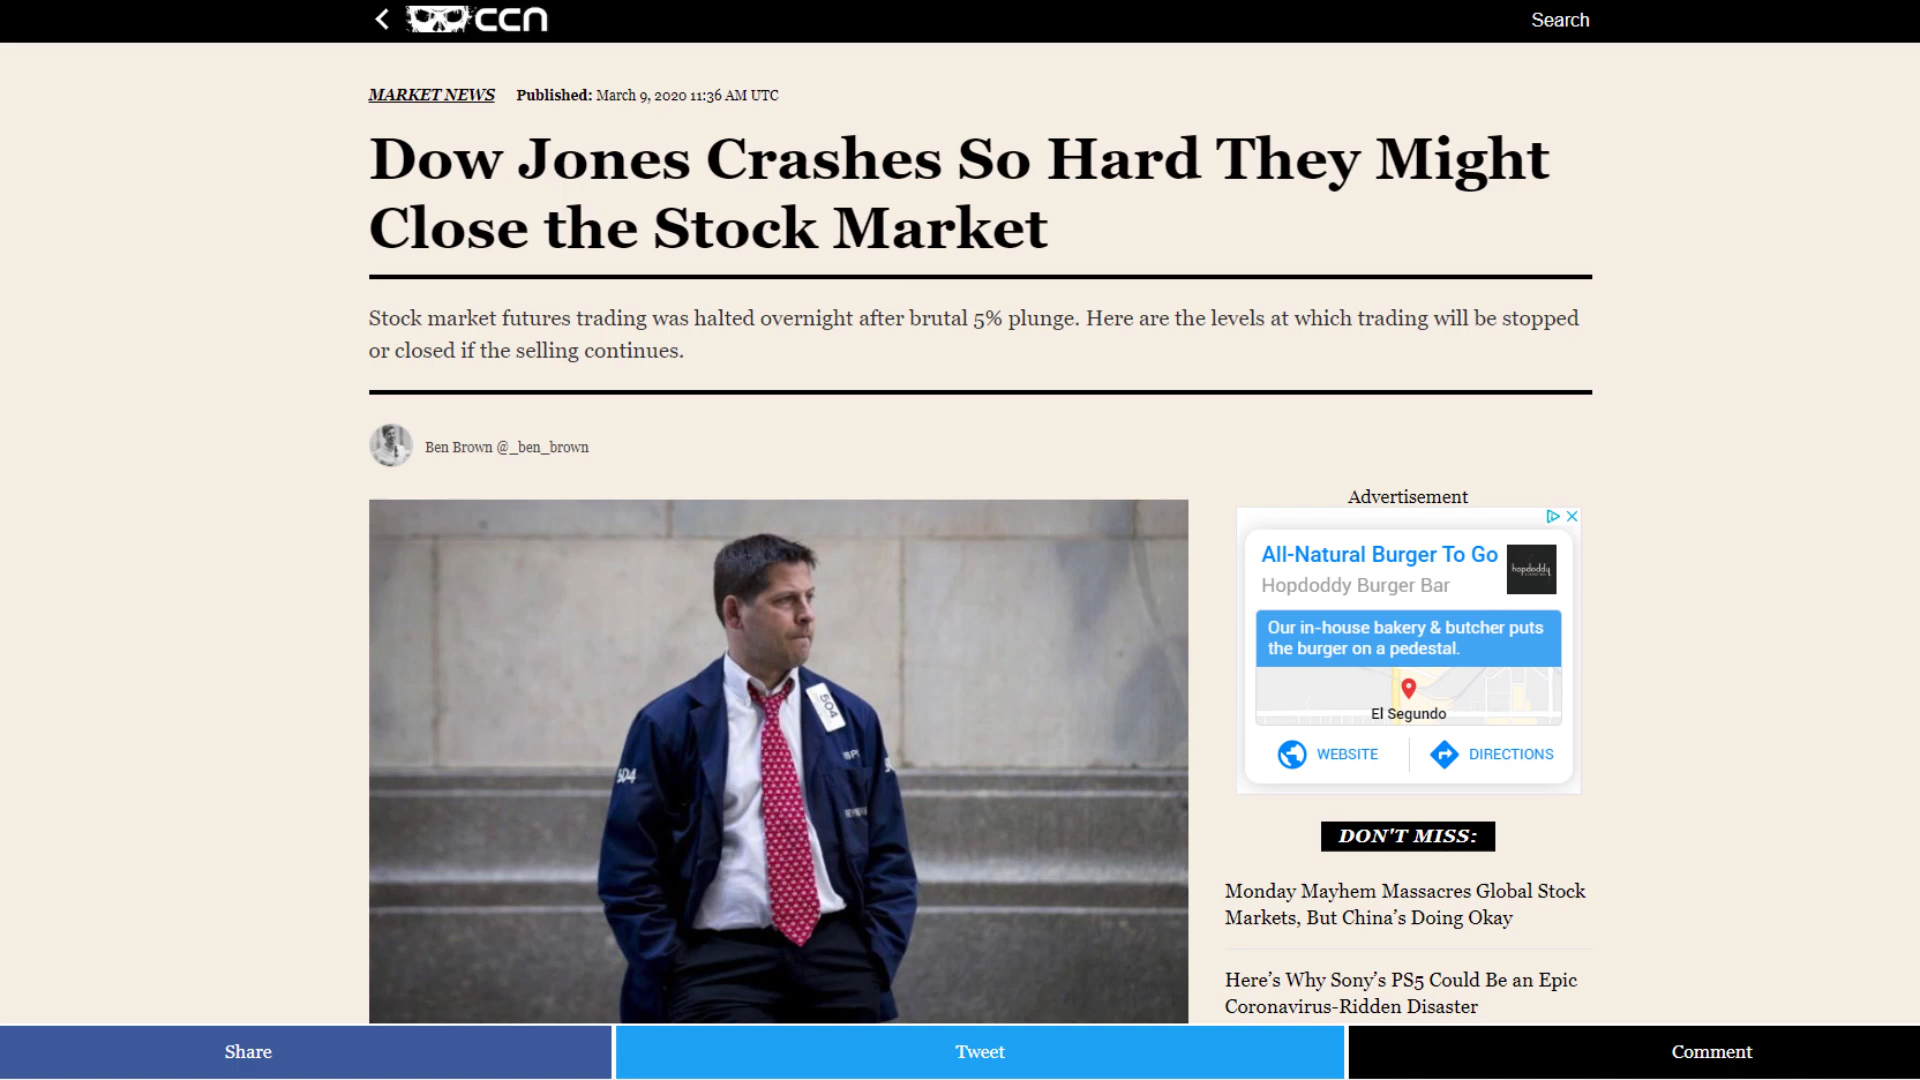 ccn
Search
MARKET NEWS Published: March 9, 2020 11:36 AM UTC
Dow Jones Crashes So Hard They Might
Close the Stock Market
Stock market futures trading was halted overnight after brutal 5% plunge. Here are the levels at which trading will be stopped
or closed if the selling continues.
Ben Brown @_ben_brown
504
504
Advertisement
All-Natural Burger To Go
Hopdoddy Burger Bar
hopdoddy
Our in-house bakery & butcher puts
the burger on a pedestal.
El Segundo
WEBSITE
DIRECTIONS
DON'T MISS:
Monday Mayhem Massacres Global Stock
Markets, But China’s Doing Okay
Here’s Why Sony’s PS5 Could Be an Epic
Coronavirus-Ridden Disaster
Share
Tweet
Comment